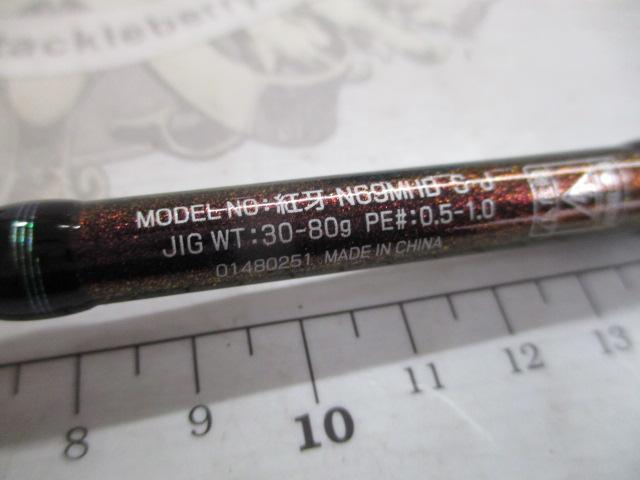 tackleberry
MODEL NO:紅牙 N69MHB-S·J
JIG WT:30-80g PE#:0.5-1.0
01480251 MADE IN CHINA
8 9 10 11 12 13